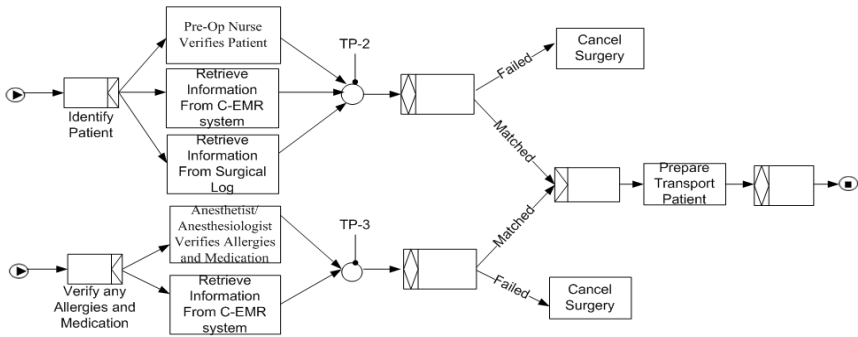 Pre-Op Nurse
Verifies Patient
Retrieve
Information
From C-EMR
system
Retrieve
Information
From Surgical
Log
Identify
Patient
TP-2
Failed
Cancel
Surgery
Matched
Prepare
Transport
Patient
Anesthetist/
Anesthesiologist
Verifies Allergies
and Medication
Retrieve
Information
From C-EMR
system
Verify any
Allergies and
Medication
TP-3
Matched
Failed
Cancel
Surgery